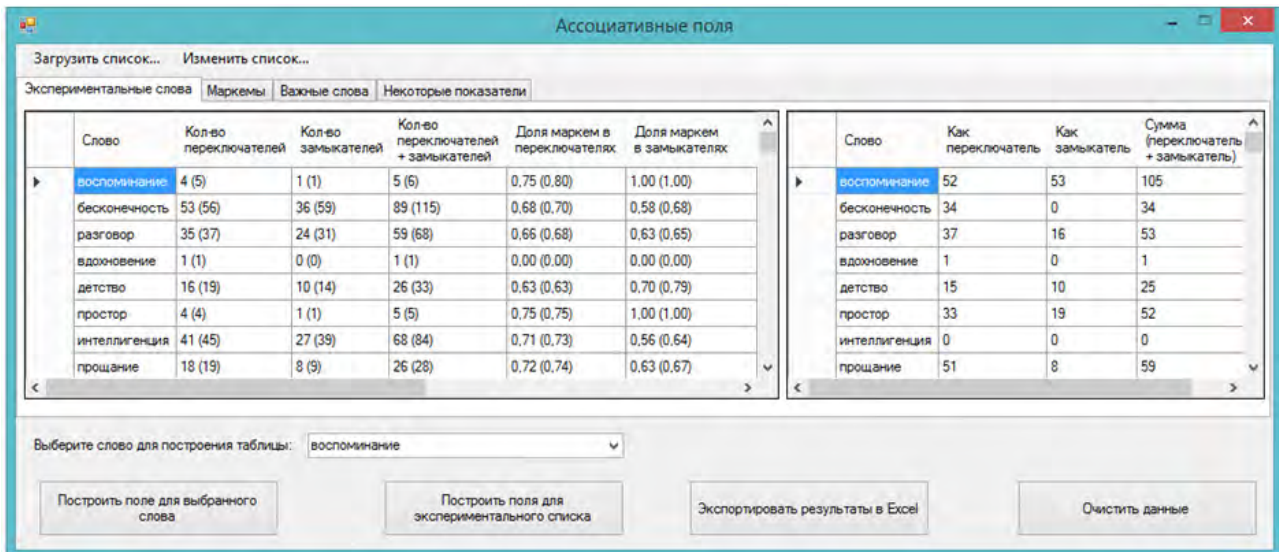 Ассоциативные поля
Загрузить список... Изменить список...
Экспериментальные слова Маркемы Важные слова Некоторые показатели
Слово Кол-во переключателей Кол-во замыкателей Кол-во переключателей + замыкателей Доля маркем в переключателях Доля маркем в замыкателях
воспоминание 4 (5) 1 (1) 5 (6) 0,75 (0,80) 1,00 (1,00)
бесконечность 53 (56) 36 (59) 89 (115) 0,68 (0,70) 0,58 (0,68)
разговор 35 (37) 24 (31) 59 (68) 0,66 (0,68) 0,63 (0,65)
вдохновение 1 (1) 0 (0) 1 (1) 0,00 (0,00) 0,00 (0,00)
детство 16 (19) 10 (14) 26 (33) 0,63 (0,63) 0,70 (0,79)
простор 4 (4) 1 (1) 5 (5) 0,75 (0,75) 1,00 (1,00)
интеллигенция 41 (45) 27 (39) 68 (84) 0,71 (0,73) 0,56 (0,64)
прощание 18 (19) 8 (9) 26 (28) 0,72 (0,74) 0,63 (0,67)
Слово Как переключатель Как замыкатель Сумма (переключатель + замыкатель)
воспоминание 52 53 105
бесконечность 34 0 34
разговор 37 16 53
вдохновение 1 0 1
детство 15 10 25
простор 33 19 52
интеллигенция 0 0 0
прощание 51 8 59
Выберите слово для построения таблицы: воспоминание
Построить поле для выбранного
слова
Построить поля для
экспериментального списка
Экспортировать результаты в Excel
Очистить данные